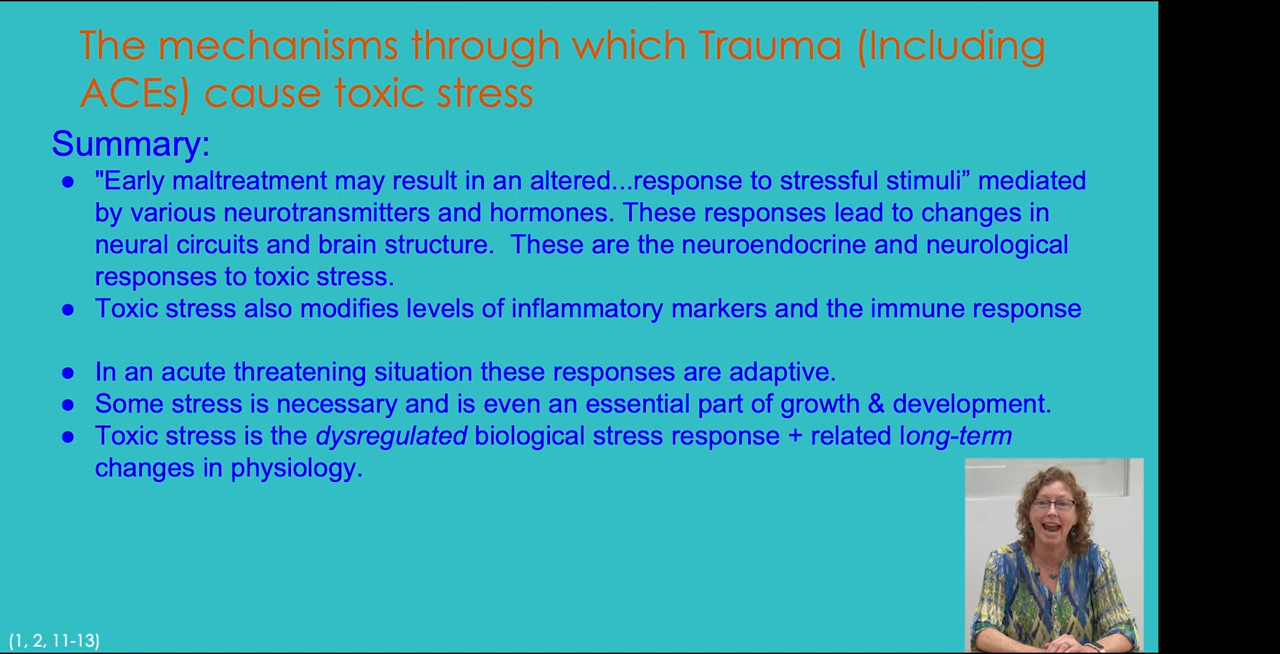 The mechanisms through which Trauma (Including
ACEs) cause toxic stress
Summary:
● "Early maltreatment may result in an altered...response to stressful stimuli” mediated
by various neurotransmitters and hormones. These responses lead to changes in
neural circuits and brain structure.  These are the neuroendocrine and neurological
responses to toxic stress.
● Toxic stress also modifies levels of inflammatory markers and the immune response
● In an acute threatening situation these responses are adaptive.
● Some stress is necessary and is even an essential part of growth & development.
● Toxic stress is the dysregulated biological stress response + related long-term
changes in physiology.
(1, 2, 11-13)